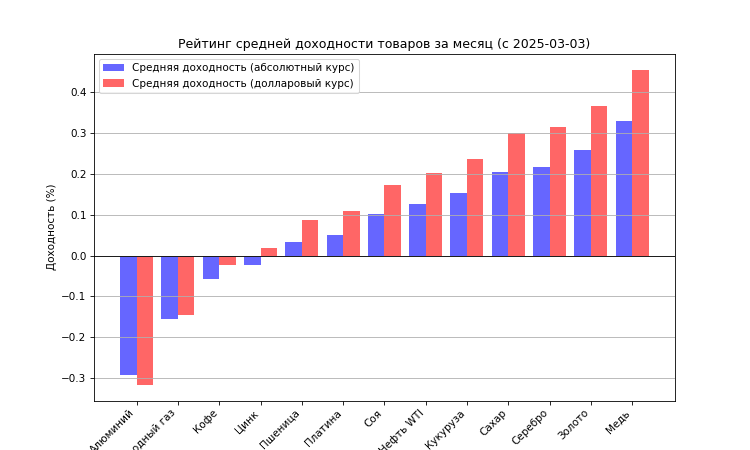 Рейтинг средней доходности товаров за месяц (с 2025-03-03)
Средняя доходность (абсолютный курс)
Средняя доходность (долларовый курс)
Доходность (%)
0.4
0.3
0.2
0.1
0.0
−0.1
−0.2
−0.3
Алюминий
одный газ
Кофе
Цинк
Пшеница
Платина
Соя
Нефть WTI
Кукуруза
Сахар
Серебро
Золото
Медь